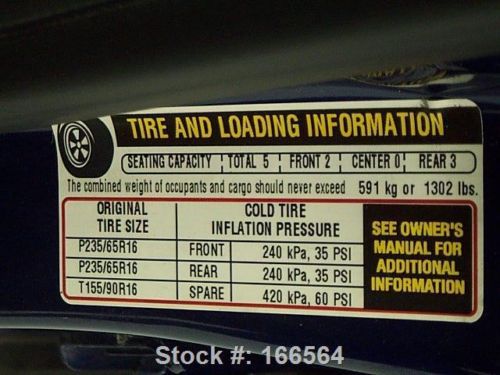 TIRE AND LOADING INFORMATION
SEATING CAPACITY TOTAL 5 FRONT 2 CENTER 0 REAR 3
The combined weight of occupants and cargo should never exceed 591 kg or 1302 lbs.
ORIGINAL TIRE SIZE
COLD TIRE INFLATION PRESSURE
P235/65R16 FRONT 240 kPa, 35 PSI
P235/65R16 REAR 240 kPa, 35 PSI
T155/90R16 SPARE 420 kPa, 60 PSI
SEE OWNER'S
MANUAL FOR
ADDITIONAL
INFORMATION
Stock #: 166564